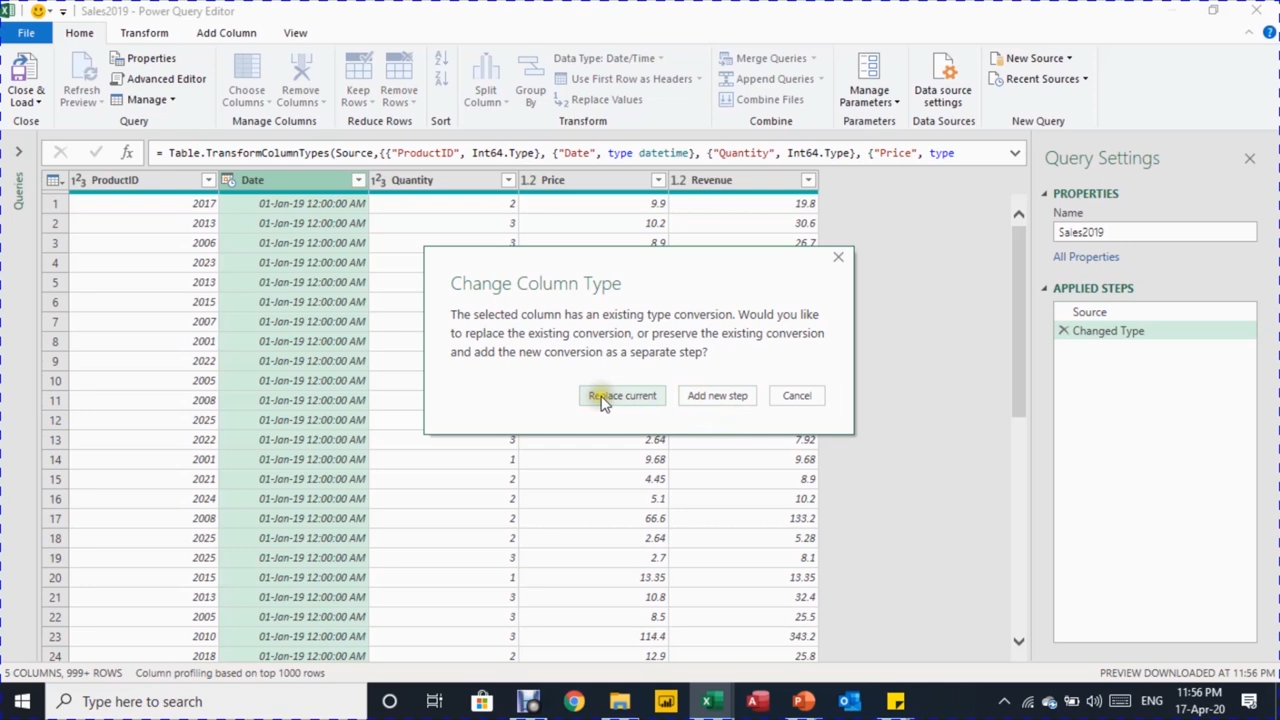 Sales2019 - Power Query Editor
File Home Transform Add Column View
Close & Load
Refresh Preview
Properties
Advanced Editor
Manage
Choose Columns
Remove Columns
Keep Rows
Remove Rows
Split Column
Group By
Data Type: Date/Time
Use First Row as Headers
Replace Values
Merge Queries
Append Queries
Combine Files
Manage Parameters
Data source settings
New Source
Recent Sources
Close Query Manage Columns Reduce Rows Sort Transform Combine Parameters Data Sources New Query
fx = Table.TransformColumnTypes(Source,{{"ProductID", Int64.Type}, {"Date", type datetime}, {"Quantity", Int64.Type}, {"Price", type
Queries
ProductID Date Quantity 1.2 Price 1.2 Revenue
1 2017 01-Jan-19 12:00:00 AM 2 9.9 19.8
2 2013 01-Jan-19 12:00:00 AM 3 10.2 30.6
3 2006 01-Jan-19 12:00:00 AM 3 8.9 26.7
4 2023 01-Jan-19 12:00:00 AM
5 2013 01-Jan-19 12:00:00 AM
6 2015 01-Jan-19 12:00:00 AM
7 2007 01-Jan-19 12:00:00 AM
8 2001 01-Jan-19 12:00:00 AM
9 2022 01-Jan-19 12:00:00 AM
10 2005 01-Jan-19 12:00:00 AM
11 2008 01-Jan-19 12:00:00 AM
12 2025 01-Jan-19 12:00:00 AM
13 2022 01-Jan-19 12:00:00 AM 3 2.64 7.92
14 2001 01-Jan-19 12:00:00 AM 1 9.68 9.68
15 2021 01-Jan-19 12:00:00 AM 2 4.45 8.9
16 2024 01-Jan-19 12:00:00 AM 2 5.1 10.2
17 2008 01-Jan-19 12:00:00 AM 2 66.6 133.2
18 2025 01-Jan-19 12:00:00 AM 2 2.64 5.28
19 2025 01-Jan-19 12:00:00 AM 3 2.7 8.1
20 2015 01-Jan-19 12:00:00 AM 1 13.35 13.35
21 2013 01-Jan-19 12:00:00 AM 3 10.8 32.4
22 2005 01-Jan-19 12:00:00 AM 3 8.5 25.5
23 2010 01-Jan-19 12:00:00 AM 3 114.4 343.2
24 2018 01-Jan-19 12:00:00 AM 2 12.9 25.8
Change Column Type
The selected column has an existing type conversion. Would you like
to replace the existing conversion, or preserve the existing conversion
and add the new conversion as a separate step?
Replace current Add new step Cancel
Query Settings
PROPERTIES
Name
Sales2019
All Properties
APPLIED STEPS
Source
Changed Type
5 COLUMNS, 999+ ROWS Column profiling based on top 1000 rows PREVIEW DOWNLOADED AT 11:56 PM
Type here to search
ENG
11:56 PM
17-Apr-20